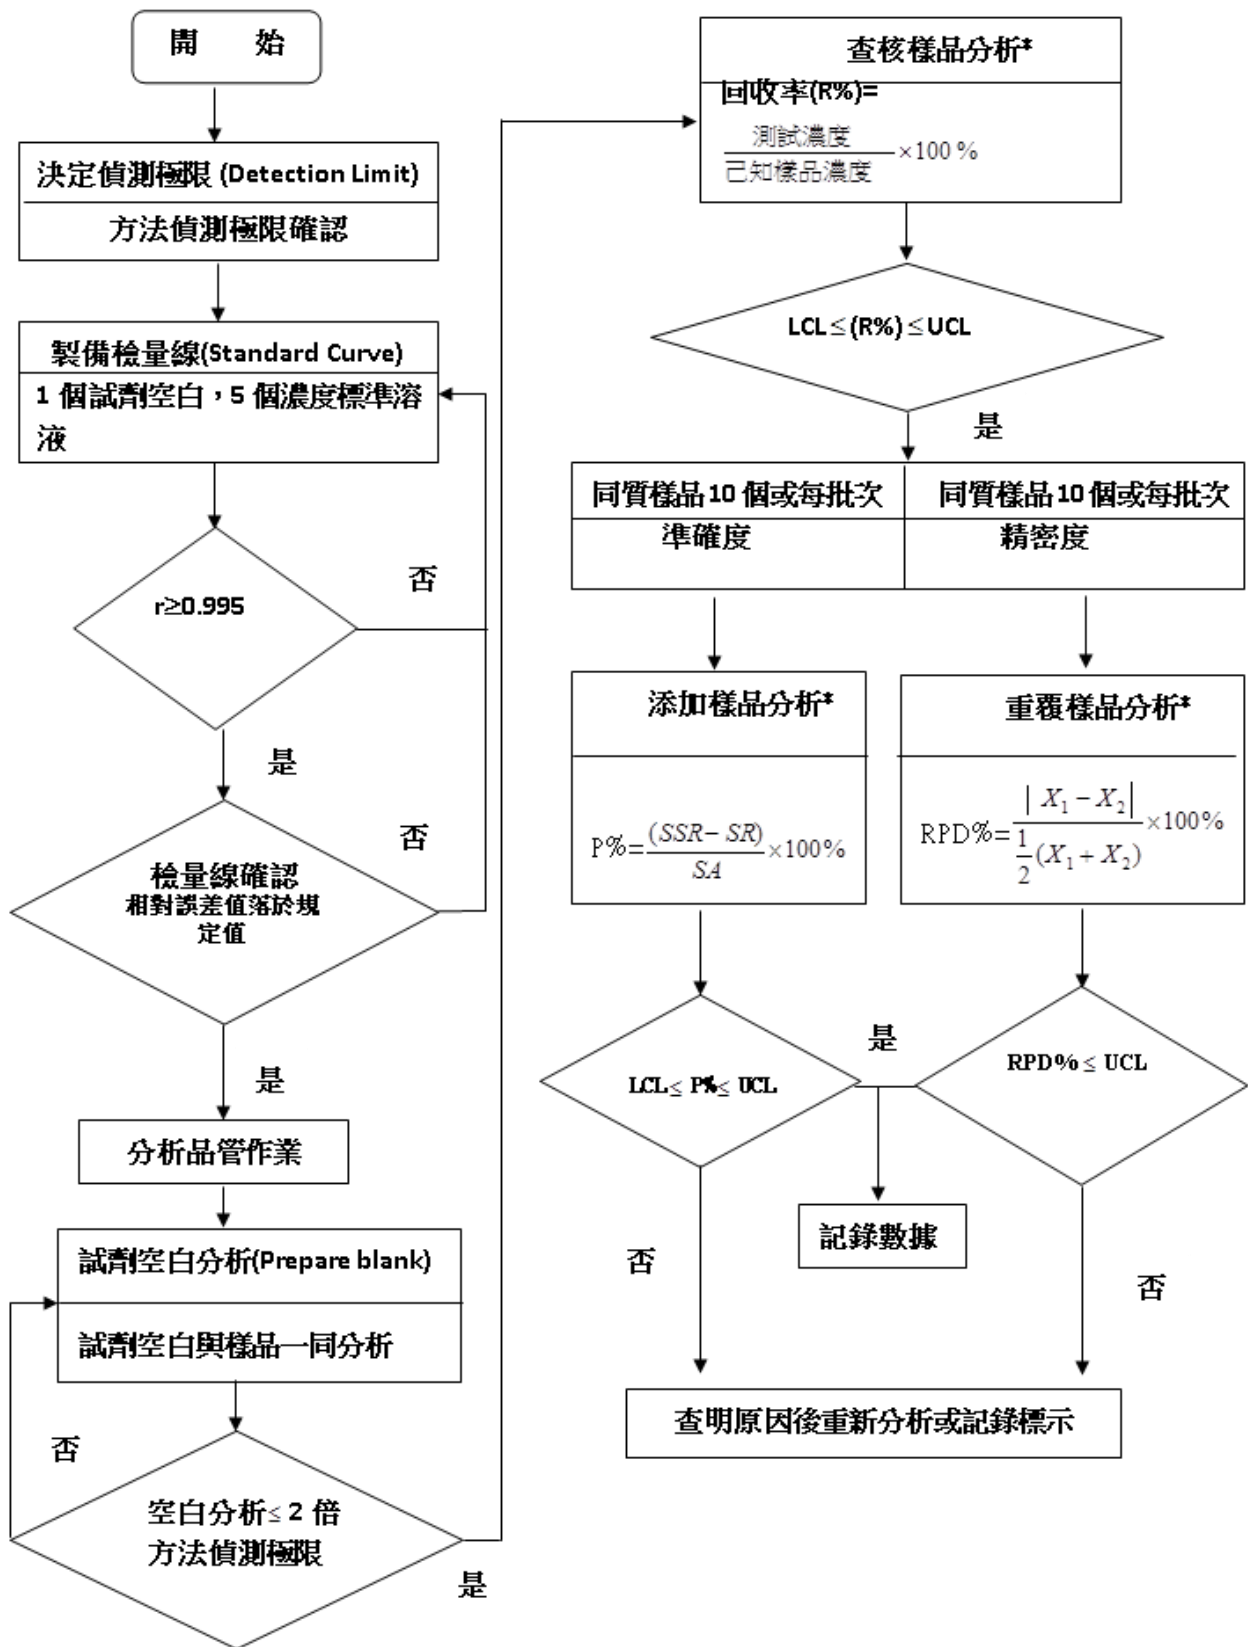 開 始
決定偵測極限(Detection Limit)
方法偵測極限確認
製備檢量線(Standard Curve)
1 個試劑空白，5 個濃度標準溶
液
r≥0.995
否
是
檢量線確認
相對誤差值落於規
定值
否
是
分析品管作業
試劑空白分析(Prepare blank)
試劑空白與樣品一同分析
否
空白分析≤ 2 倍
方法偵測極限
是
查核樣品分析*
回收率(R%)=
測試濃度
己知樣品濃度
×100 %
LCL ≤ (R%) ≤ UCL
是
同質樣品 10 個或每批次
準確度
同質樣品 10 個或每批次
精密度
添加樣品分析*
P%=(SSR − SR)/SA ×100%
重覆樣品分析*
RPD%=| X₁ − X₂|/½(X₁ + X₂) ×100%
LCL ≤ P% ≤ UCL
是
RPD% ≤ UCL
記錄數據
否
否
查明原因後重新分析或記錄標示